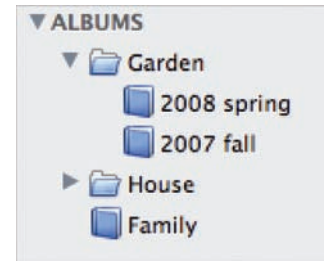 ALBUMS
Garden
2008 spring
2007 fall
House
Family